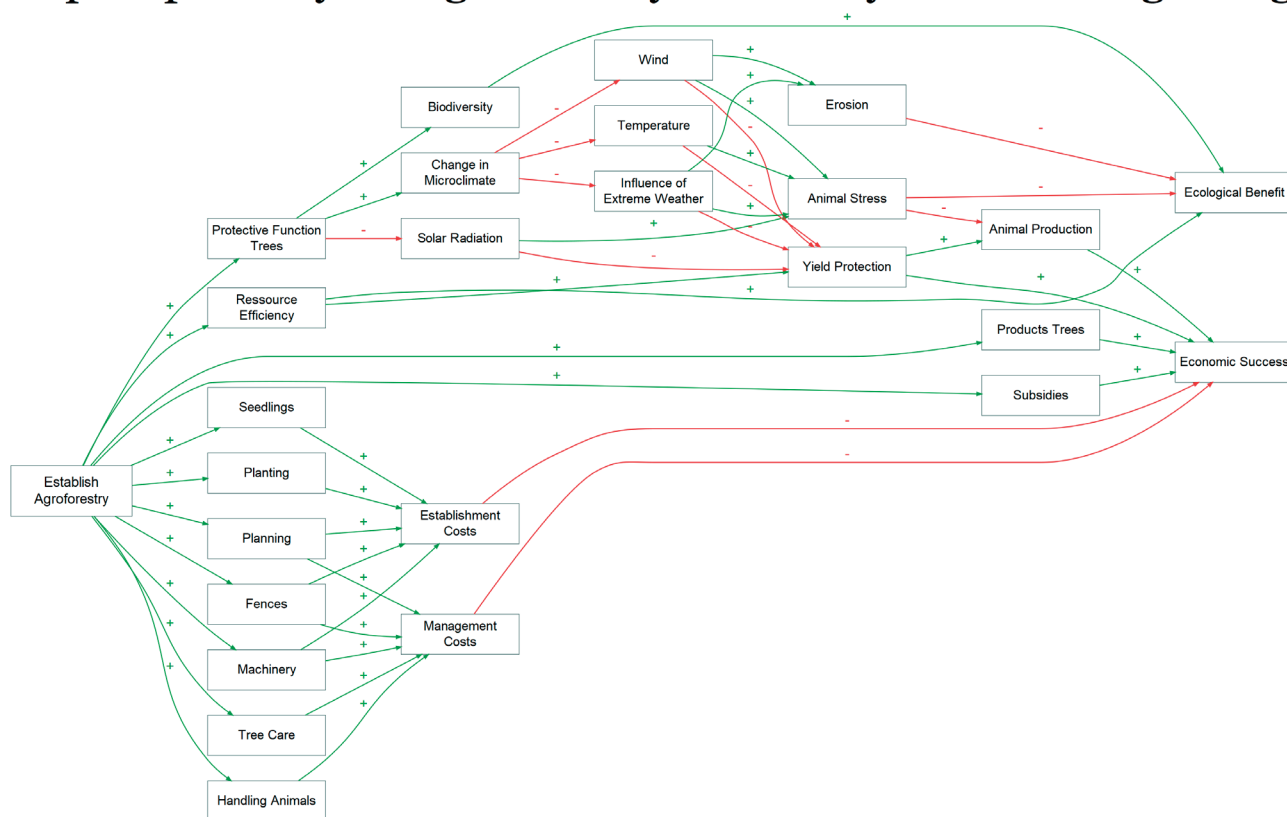 Wind
Biodiversity
Erosion
Temperature
Change in
Microclimate
Influence of
Extreme Weather
Animal Stress
Ecological Benefit
Protective Function
Trees
Solar Radiation
Animal Production
Yield Protection
Ressource
Efficiency
Products Trees
Economic Success
Subsidies
Seedlings
Planting
Establish
Agroforestry
Establishment
Costs
Planning
Fences
Management
Costs
Machinery
Tree Care
Handling Animals